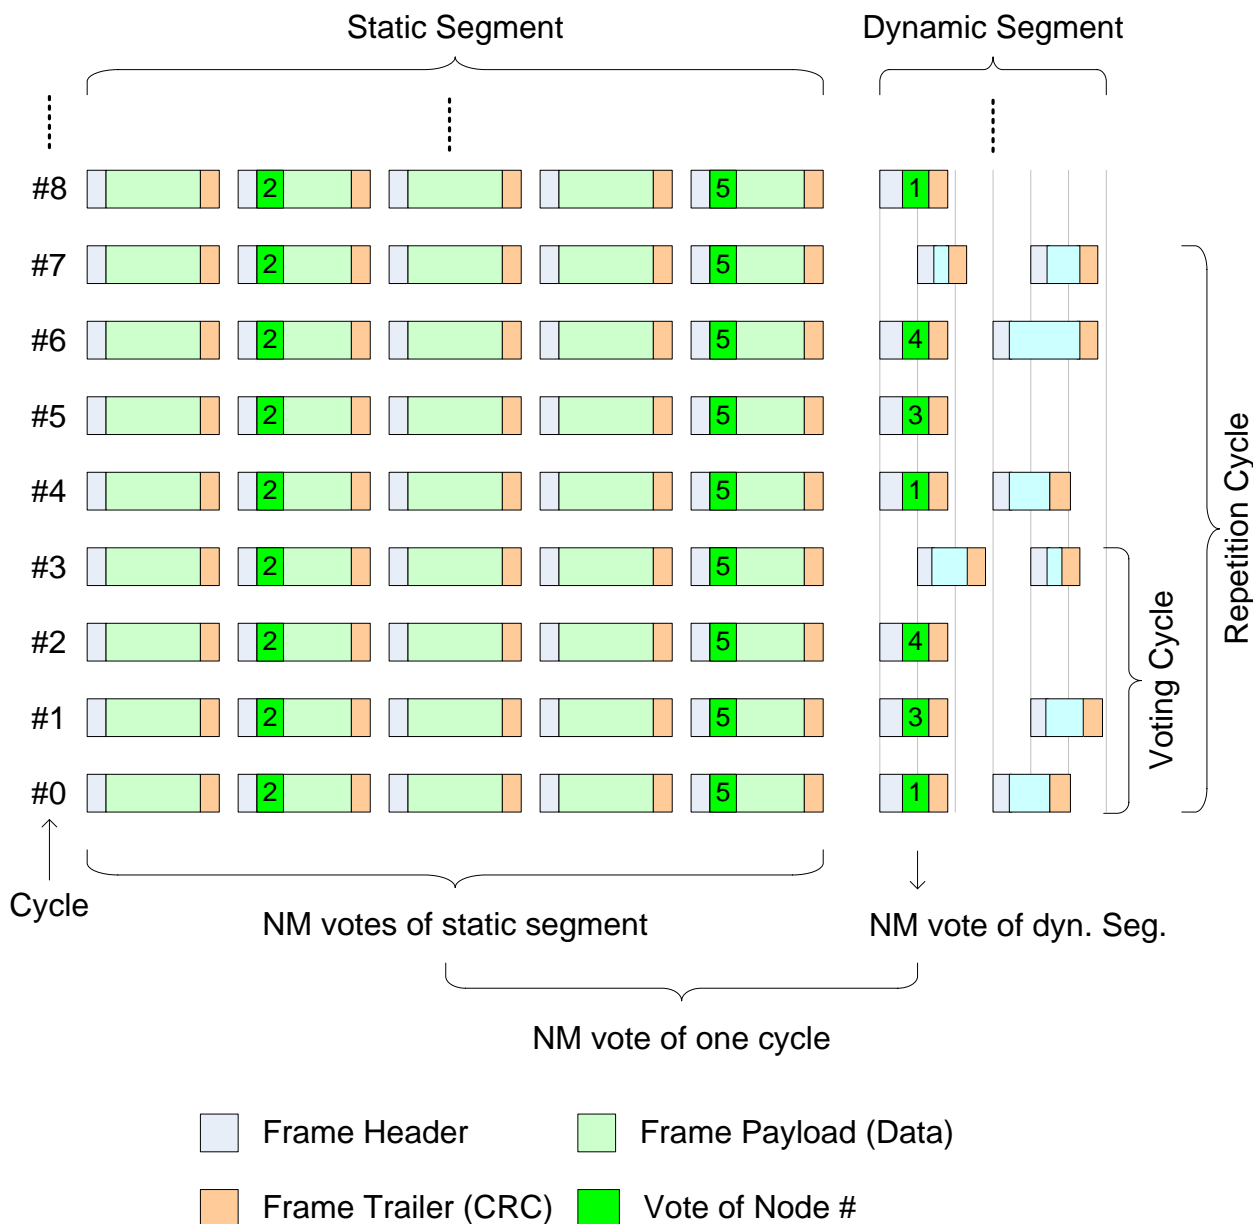 Static Segment Dynamic Segment
#8 2 5 1
#7 2 5
#6 2 5 4
#5 2 5 3
#4 2 5 1
#3 2 5
#2 2 5 4
#1 2 5 3
#0 2 5 1
Voting Cycle
Repetition Cycle
Cycle
NM votes of static segment NM vote of dyn. Seg.
NM vote of one cycle
Frame Header Frame Payload (Data)
Frame Trailer (CRC) Vote of Node #